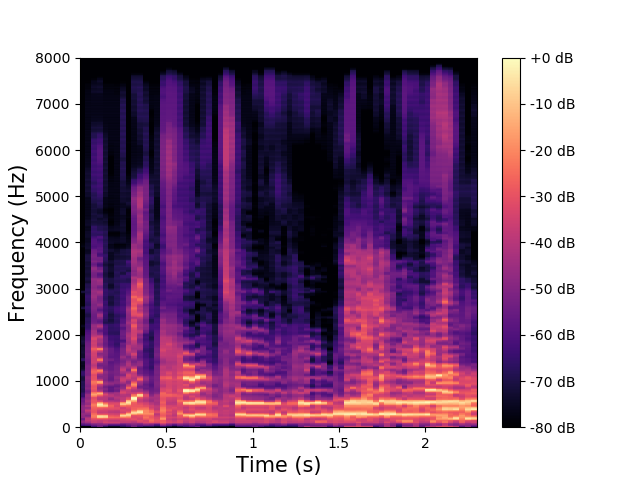 8000
7000
6000
5000
4000
3000
2000
1000
0
Frequency (Hz)
0
0.5
1
1.5
2
Time (s)
+0 dB
-10 dB
-20 dB
-30 dB
-40 dB
-50 dB
-60 dB
-70 dB
-80 dB